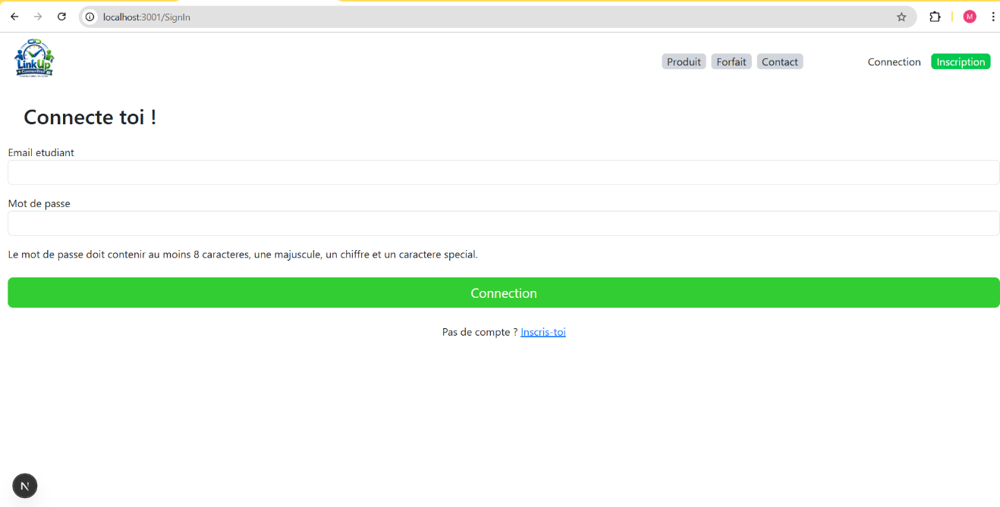 localhost:3001/SignIn
M
LinkUp
Produit Forfait Contact Connection Inscription
Connecte toi !
Email etudiant
Mot de passe
Le mot de passe doit contenir au moins 8 caracteres, une majuscule, un chiffre et un caractere special.
Connection
Pas de compte ? Inscris-toi
N